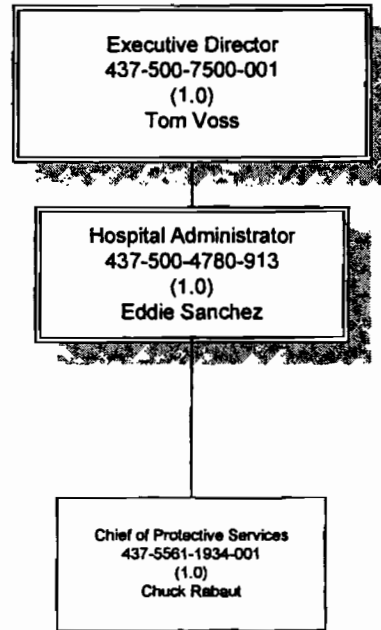 Executive Director
437-500-7500-001
(1.0)
Tom Voss
Hospital Administrator
437-500-4780-913
(1.0)
Eddie Sanchez
Chief of Protective Services
437-5561-1934-001
(1.0)
Chuck Rabaut